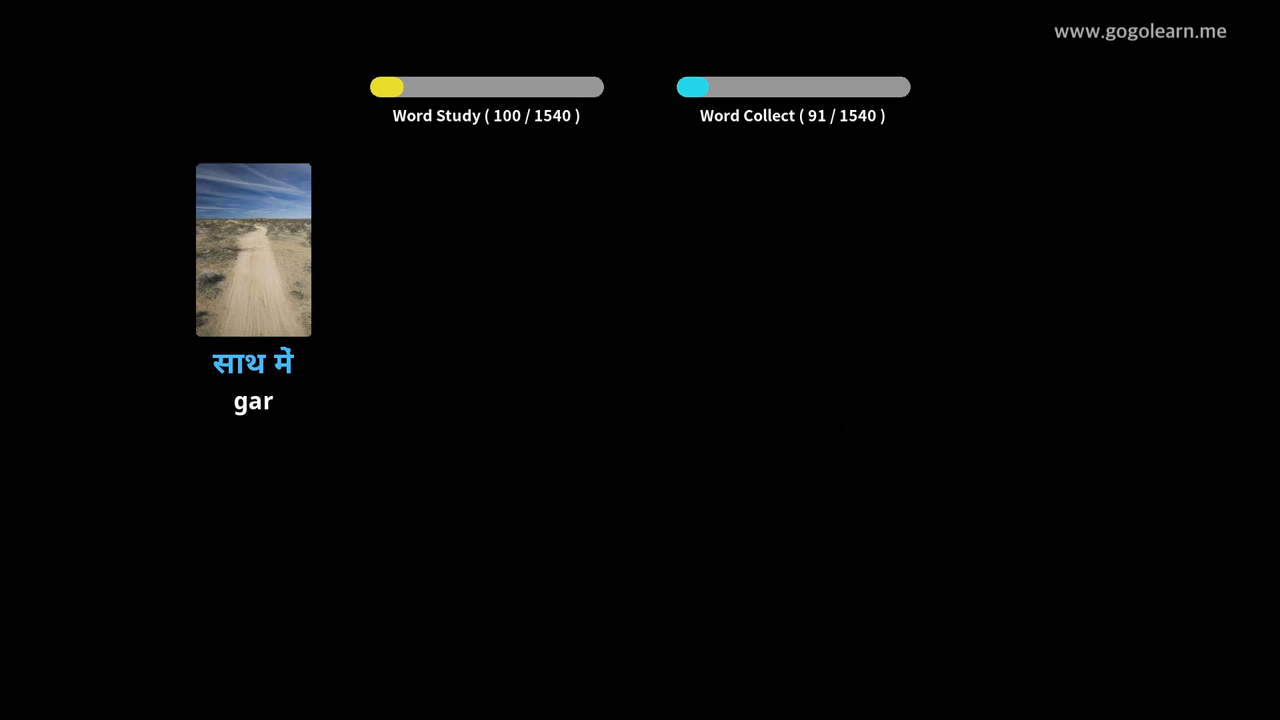 www.gogolearn.me
Word Study ( 100 / 1540 )
Word Collect ( 91 / 1540 )
साथ में
gar